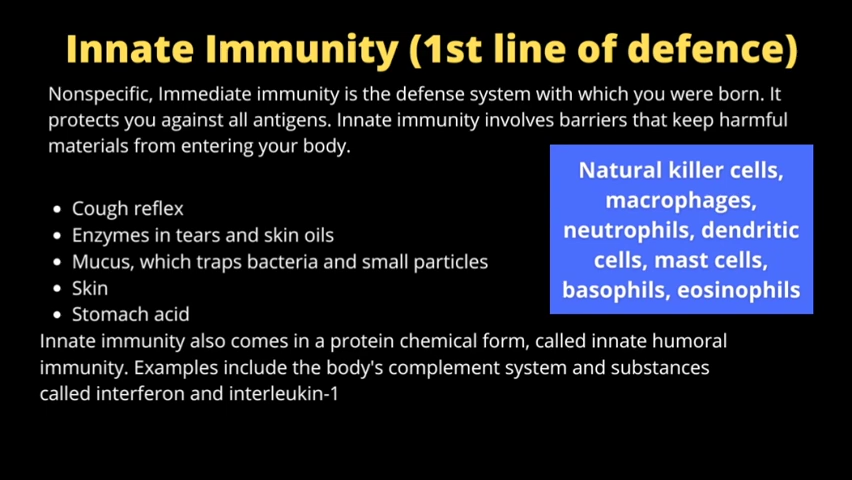 Innate Immunity (1st line of defence)
Nonspecific, Immediate immunity is the defense system with which you were born. It
protects you against all antigens. Innate immunity involves barriers that keep harmful
materials from entering your body.
Natural killer cells,
macrophages,
neutrophils, dendritic
cells, mast cells,
basophils, eosinophils
• Cough reflex
• Enzymes in tears and skin oils
• Mucus, which traps bacteria and small particles
• Skin
• Stomach acid
Innate immunity also comes in a protein chemical form, called innate humoral
immunity. Examples include the body's complement system and substances
called interferon and interleukin-1